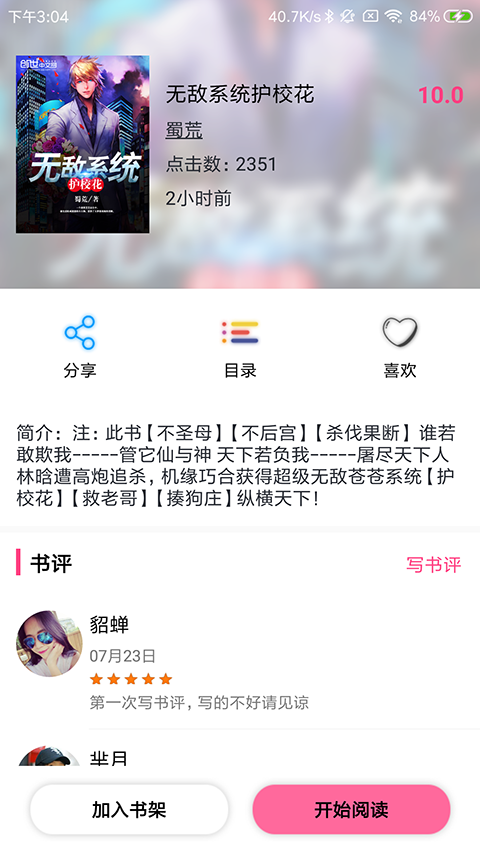 下午3:04
40.7K/s
84%
创世中文网
无敌系统
护校花
蜀荒/著
无敌系统护校花
10.0
蜀荒
点击数：2351
2小时前
分享
目录
喜欢
简介：注: 此书【不圣母】【不后宫】【杀伐果断】 谁若
敢欺我-----管它仙与神 天下若负我-----屠尽天下人
林晗遭高炮追杀，机缘巧合获得超级无敌苍苍系统【护
校花】【救老哥】【揍狗庄】纵横天下！
书评
写书评
貂蝉
07月23日
第一次写书评，写的不好请见谅
芈月
加入书架
开始阅读